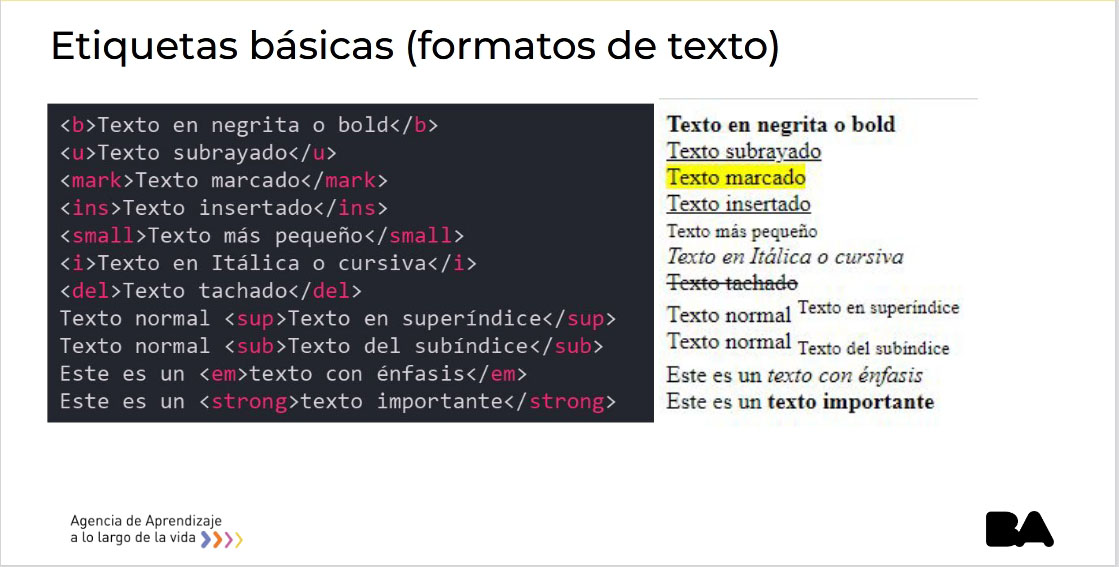 Etiquetas básicas (formatos de texto)
<b>Texto en negrita o bold</b>
<u>Texto subrayado</u>
<mark>Texto marcado</mark>
<ins>Texto insertado</ins>
<small>Texto más pequeño</small>
<i>Texto en Itálica o cursiva</i>
<del>Texto tachado</del>
Texto normal <sup>Texto en superíndice</sup>
Texto normal <sub>Texto del subíndice</sub>
Este es un <em>texto con énfasis</em>
Este es un <strong>texto importante</strong>
Texto en negrita o bold
Texto subrayado
Texto marcado
Texto insertado
Texto más pequeño
Texto en Itálica o cursiva
Texto tachado
Texto normal Texto en superíndice
Texto normal Texto del subíndice
Este es un texto con énfasis
Este es un texto importante
Agencia de Aprendizaje
a lo largo de la vida
BA